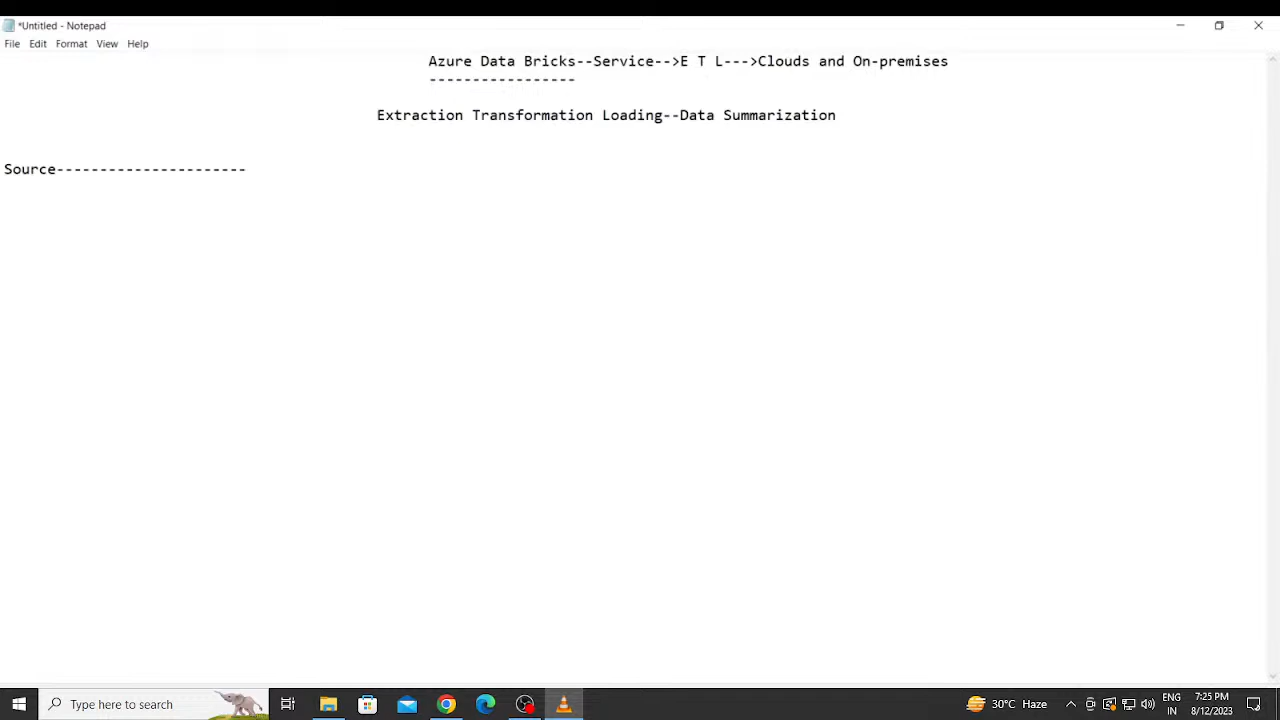 *Untitled - Notepad
File Edit Format View Help
Azure Data Bricks--Service-->E T L--->Clouds and On-premises
-----------------
Extraction Transformation Loading--Data Summarization
Source----------------------
Type here to search
30°C Haze
ENG
IN
7:25 PM
8/12/2023